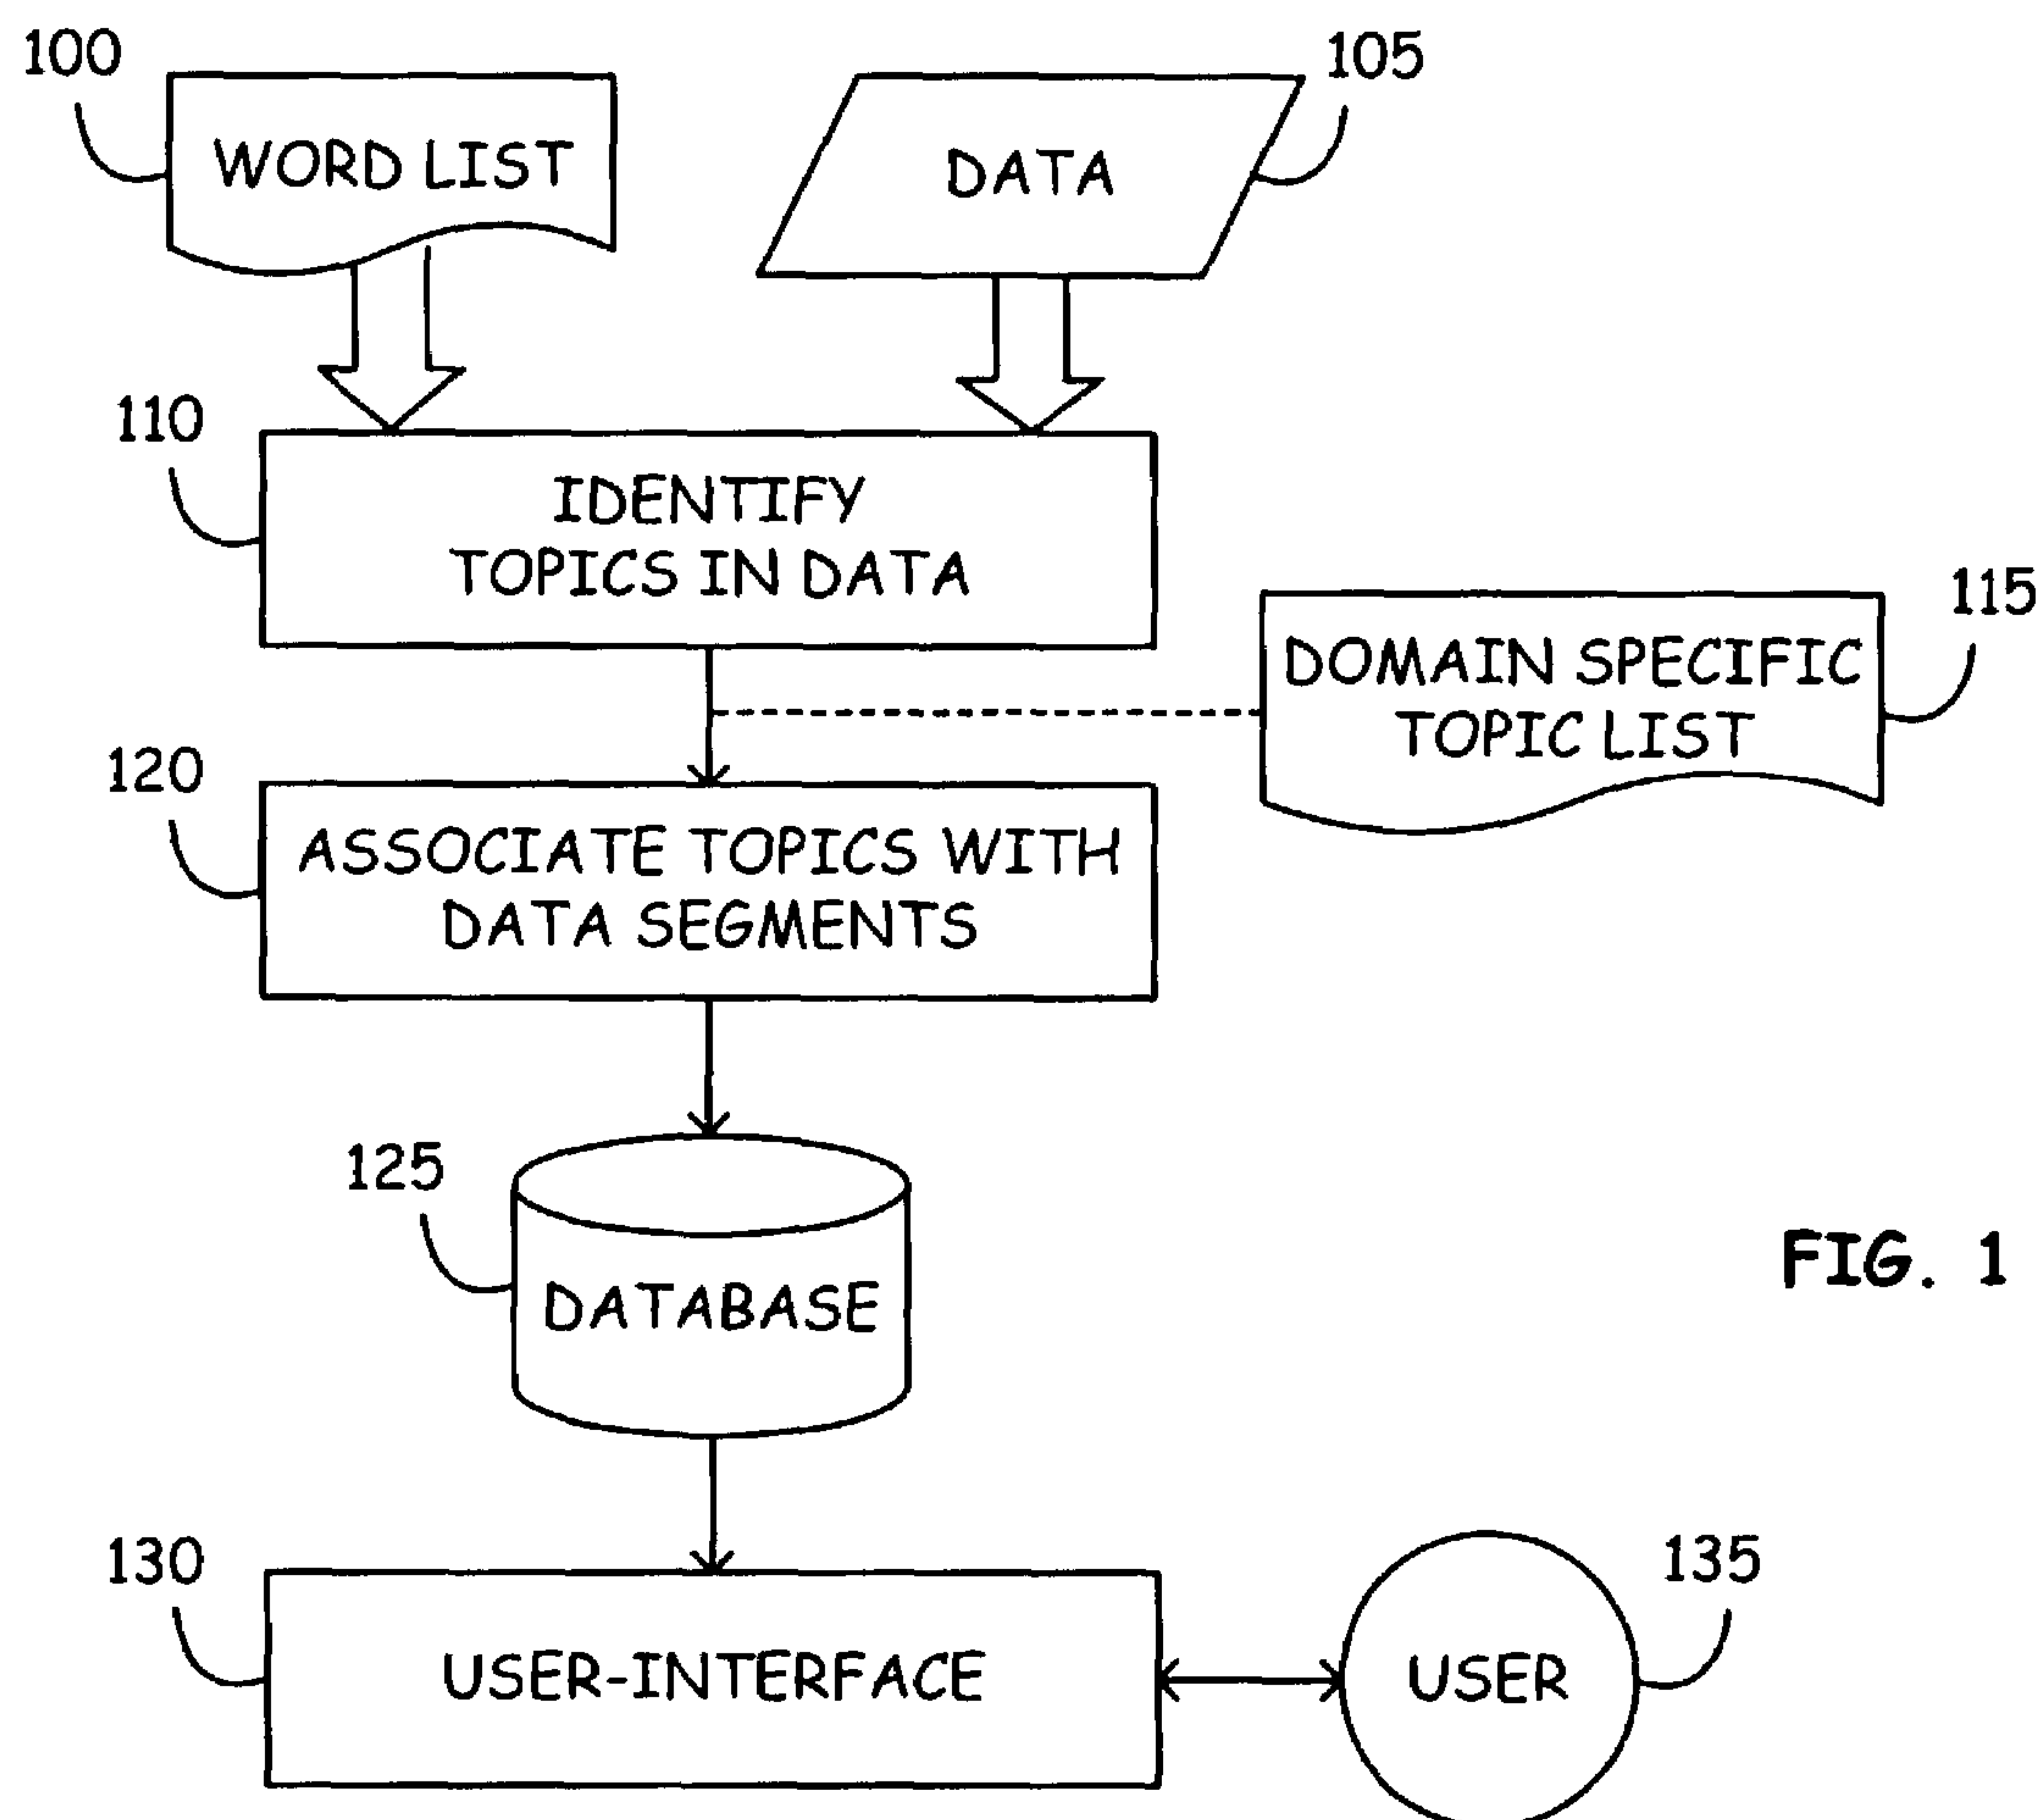 100
WORD LIST
DATA
105
110
IDENTIFY
TOPICS IN DATA
115
DOMAIN SPECIFIC
TOPIC LIST
120
ASSOCIATE TOPICS WITH
DATA SEGMENTS
125
DATABASE
FIG. 1
130
USER-INTERFACE
USER
135